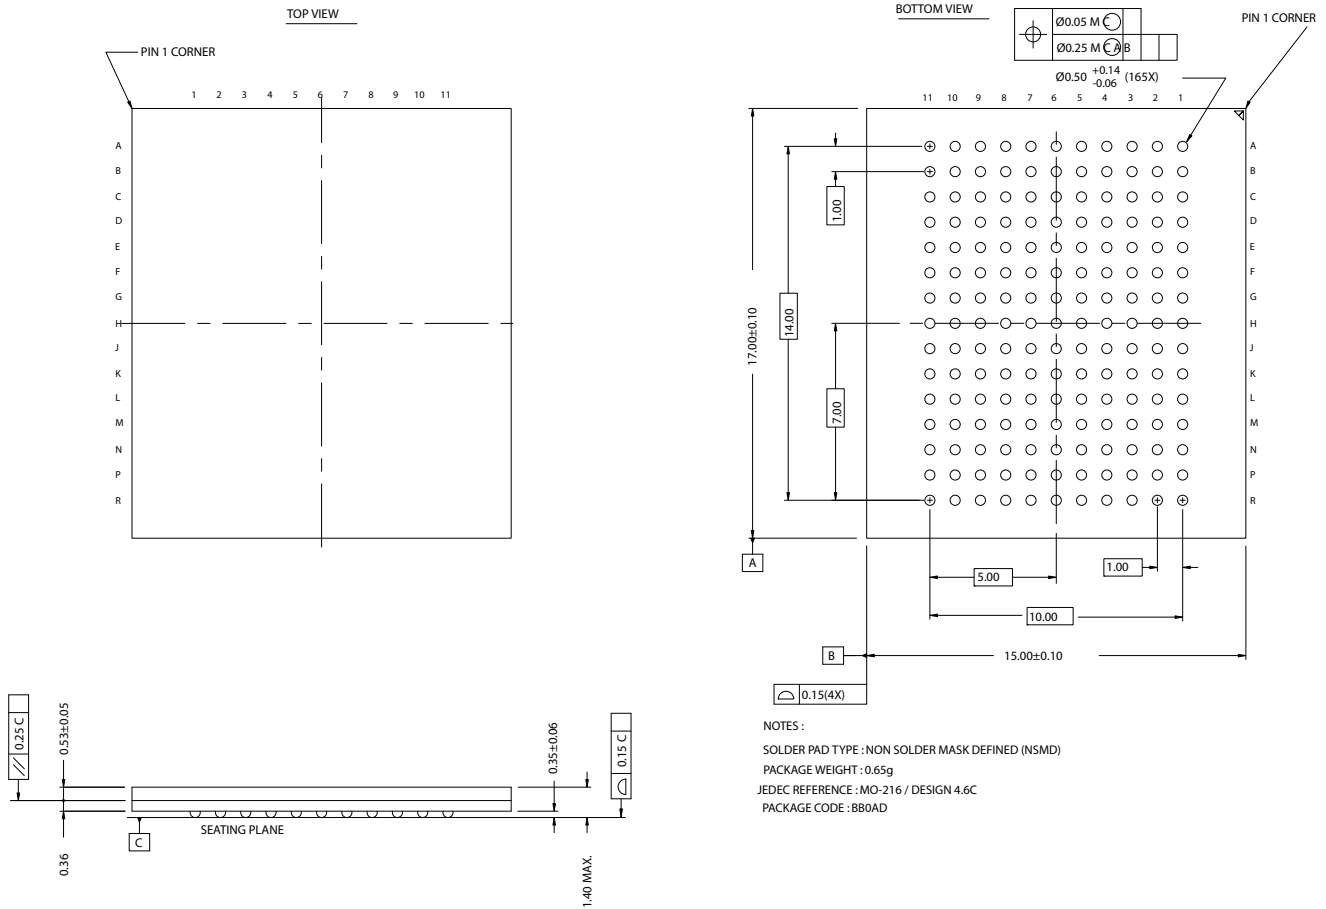 TOP VIEW
PIN 1 CORNER
1 2 3 4 5 6 7 8 9 10 11
A
B
C
D
E
F
G
H
J
K
L
M
N
P
R
BOTTOM VIEW
PIN 1 CORNER
Ø0.05 M C
Ø0.25 M C A B
Ø0.50 +0.14 -0.06 (165X)
11 10 9 8 7 6 5 4 3 2 1
A
B
C
D
E
F
G
H
J
K
L
M
N
P
R
1.00
14.00
17.00±0.10
7.00
A
5.00
1.00
10.00
B
15.00±0.10
0.15(4X)
0.25 C
0.53±0.05
0.35±0.06
0.15 C
SEATING PLANE
C
0.36
1.40 MAX.
NOTES :
SOLDER PAD TYPE : NON SOLDER MASK DEFINED (NSMD)
PACKAGE WEIGHT : 0.65g
JEDEC REFERENCE : MO-216 / DESIGN 4.6C
PACKAGE CODE : BB0AD